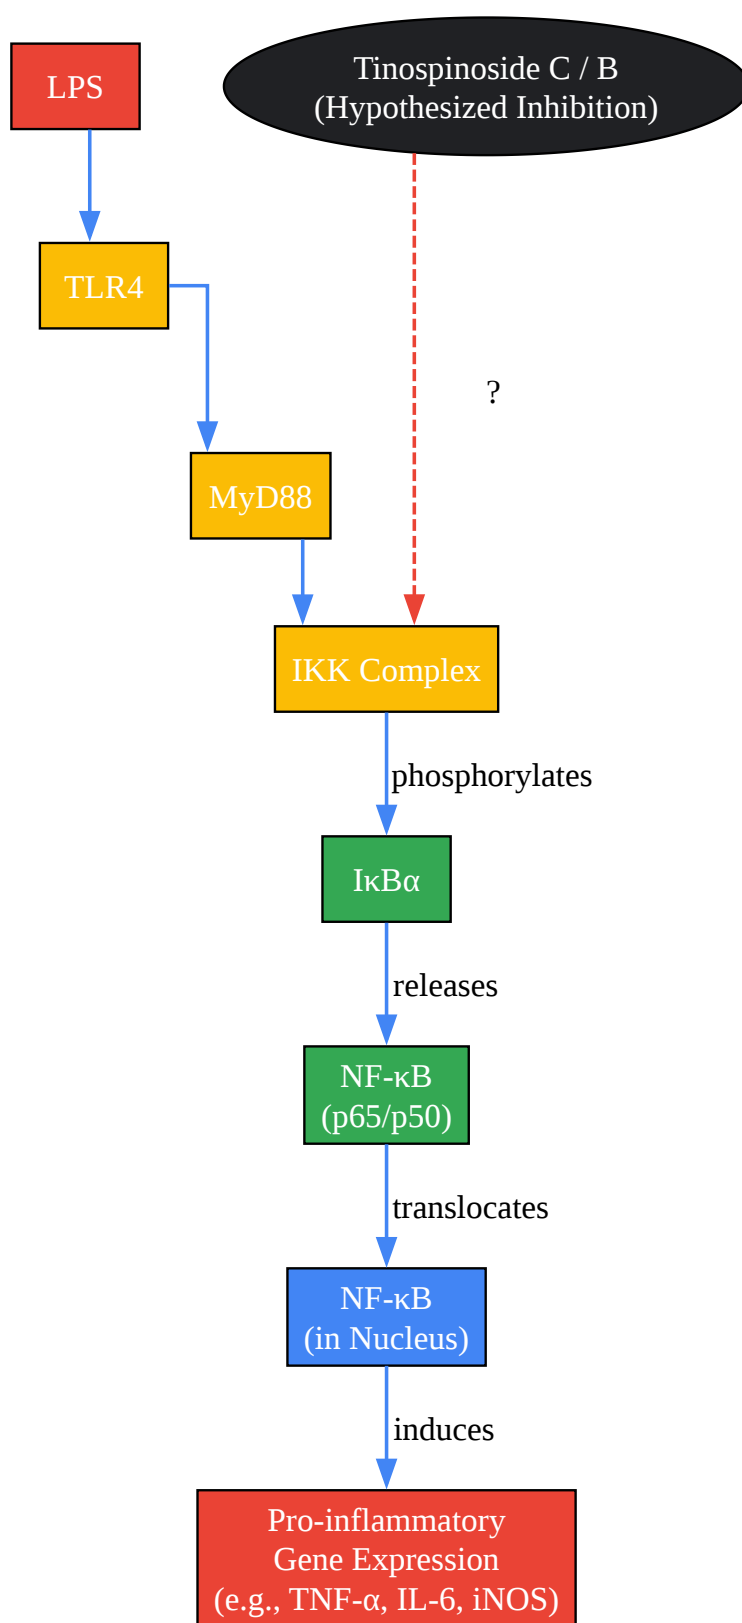 LPS
Tinospinoside C / B
(Hypothesized Inhibition)
TLR4
?
MyD88
IKK Complex
phosphorylates
IκBα
releases
NF-κB
(p65/p50)
translocates
NF-κB
(in Nucleus)
induces
Pro-inflammatory
Gene Expression
(e.g., TNF-α, IL-6, iNOS)